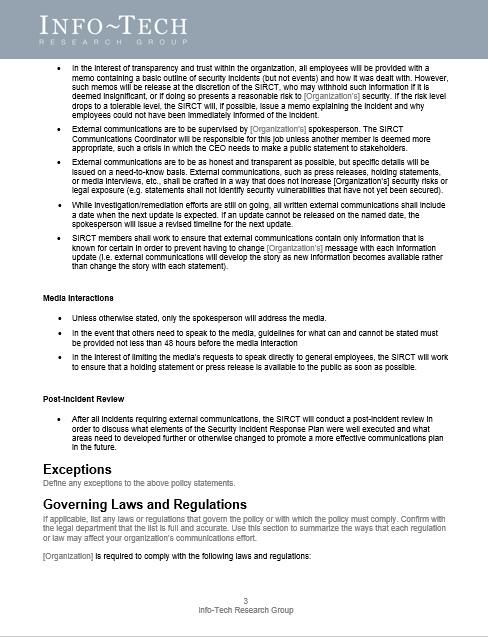 INFO~TECH
RESEARCH GROUP
• In the interest of transparency and trust within the organization, all employees will be provided with a
memo containing a basic outline of security incidents (but not events) and how it was dealt with. However,
such memos will be released at the discretion of the SIRCT, who may withhold such information if it is
deemed insignificant, or if doing so presents a reasonable risk to [Organization's] security. If the risk level
drops to a tolerable level, the SIRCT will, if possible, issue a memo explaining the incident and why
employees could not have been immediately informed of the incident.
• External communications are to be supervised by [Organization's] spokesperson. The SIRCT
Communications Coordinator will be responsible for this job unless another member is deemed more
appropriate, such a crisis in which the CEO needs to make a public statement to stakeholders.
• External communications are to be as honest and transparent as possible, but specific details will be
issued on a need-to-know basis. External communications, such as press releases, holding statements,
or media interviews, etc., shall be crafted in a way that does not increase [Organization's] security risks or
legal exposure (e.g. statements shall not identify security vulnerabilities that have not yet been secured).
• While investigation/remediation efforts are still on going, all written external communications shall include
a date when the next update is expected. If an update cannot be released on the named date, the
spokesperson will issue a revised timeline for the next update.
• SIRCT members shall work to ensure that external communications contain only information that is
known for certain in order to prevent having to change [Organization's] message with each information
update (i.e. external communications will develop the story as new information becomes available rather
than change the story with each statement).
Media Interactions
• Unless otherwise stated, only the spokesperson will address the media.
• In the event that others need to speak to the media, guidelines for what can and cannot be stated must
be provided not less than 48 hours before the media interaction
• In the interest of limiting the media's requests to speak directly to general employees, the SIRCT will work
to ensure that a holding statement or press release is available to the public as soon as possible.
Post-Incident Review
• After all incidents requiring external communications, the SIRCT will conduct a post-incident review in
order to discuss what elements of the Security Incident Response Plan were well executed and what
areas need to developed further or otherwise changed to promote a more effective communications plan
in the future.
Exceptions
Define any exceptions to the above policy statements.
Governing Laws and Regulations
If applicable, list any laws or regulations that govern the policy or with which the policy must comply. Confirm with
the legal department that the list is full and accurate. Use this section to summarize the ways that each regulation
or law may affect your organization's communications effort.
[Organization] is required to comply with the following laws and regulations:
3
Info-Tech Research Group